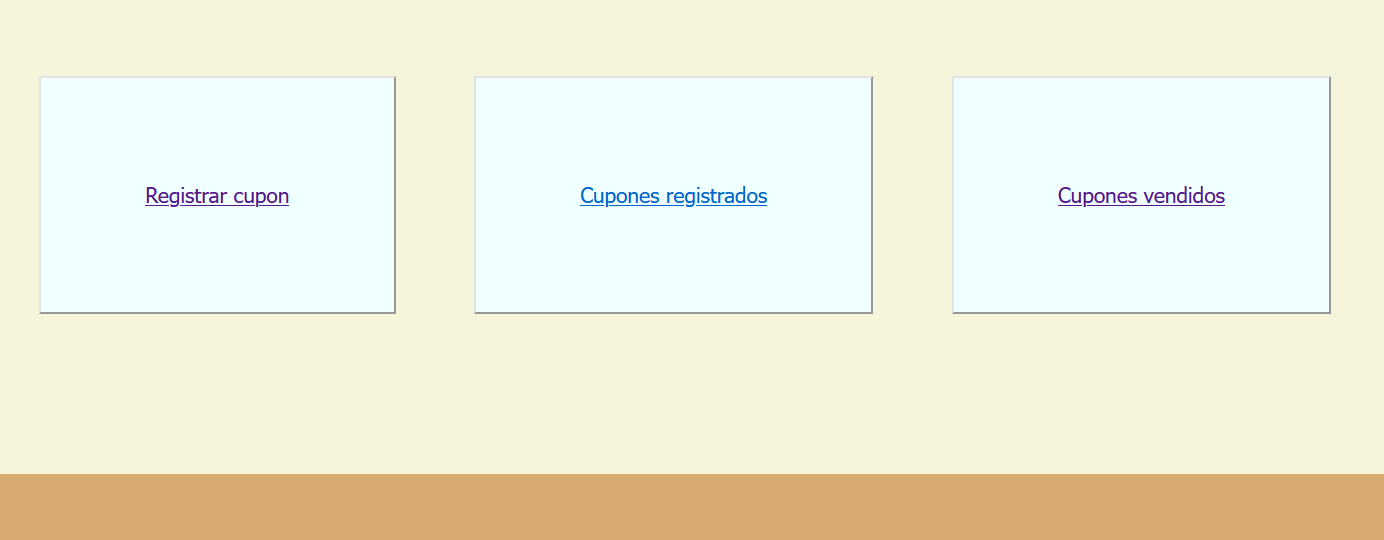 Registrar cupon
Cupones registrados
Cupones vendidos